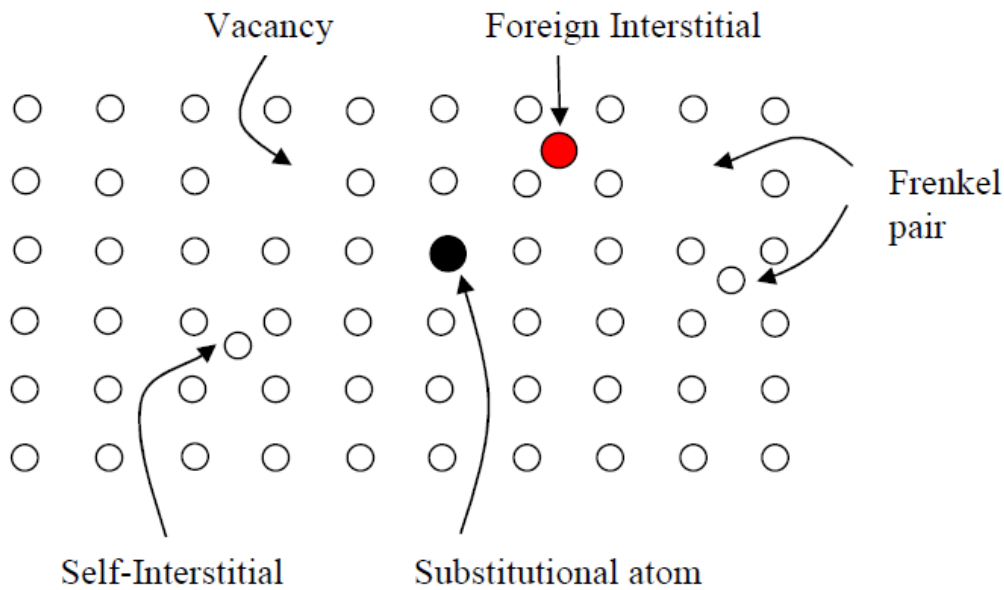 Vacancy
Foreign Interstitial
Frenkel
pair
Self-Interstitial
Substitutional atom